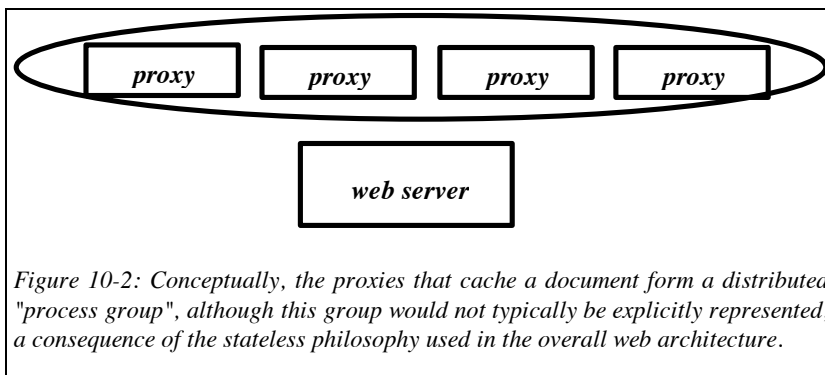 proxy proxy proxy proxy
web server
Figure 10-2: Conceptually, the proxies that cache a document form a distributed
"process group", although this group would not typically be explicitly represented,
a consequence of the stateless philosophy used in the overall web architecture.